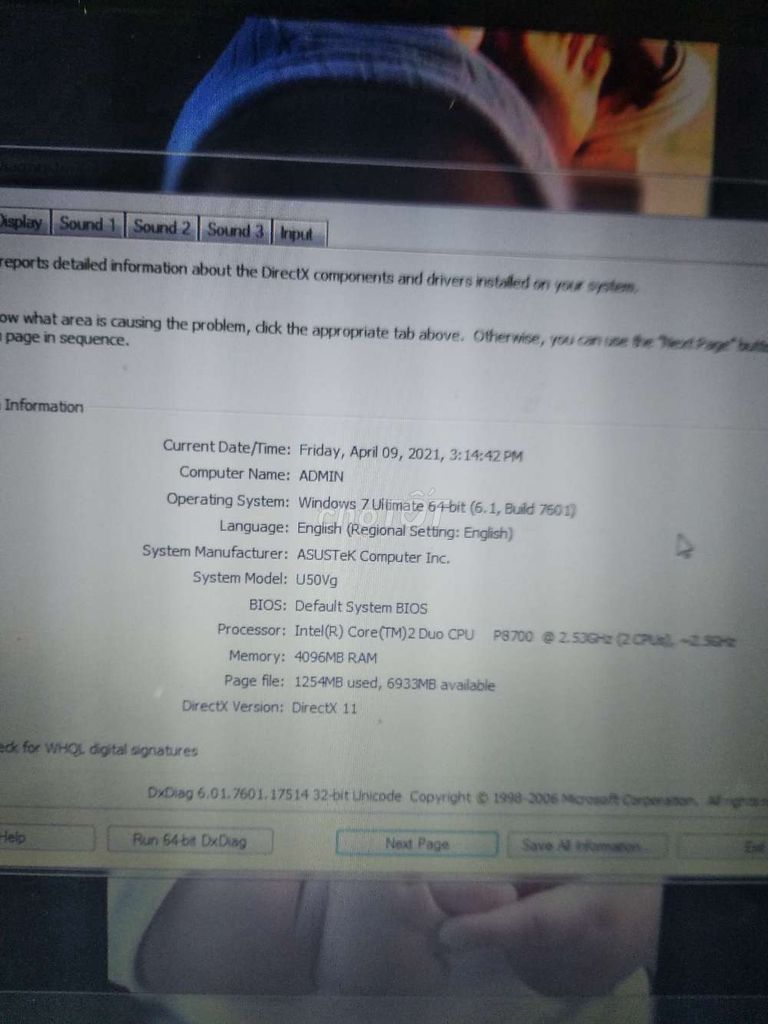 Display Sound 1 Sound 2 Sound 3 Input
reports detailed information about the DirectX components and drivers installed on your system.
ow what area is causing the problem, click the appropriate tab above. Otherwise, you can use the "Next Page" butto
page in sequence.
Information
Current Date/Time: Friday, April 09, 2021, 3:14:42 PM
Computer Name: ADMIN
Operating System: Windows 7 Ultimate 64-bit (6.1, Build 7601)
choTỐT
Language: English (Regional Setting: English)
System Manufacturer: ASUSTeK Computer Inc.
System Model: U50Vg
BIOS: Default System BIOS
Processor: Intel(R) Core(TM)2 Duo CPU P8700 @ 2.53GHz (2 CPUs),
Memory: 4096MB RAM
Page file: 1254MB used, 6933MB available
DirectX Version: DirectX 11
eck for WHQL digital signatures
DxDiag 6.01.7601.17514 32-bit Unicode Copyright © 1998-2006 Microsoft Corporation. All rights
Help Run 64-bit DxDiag Next Page Save All Information... Exit